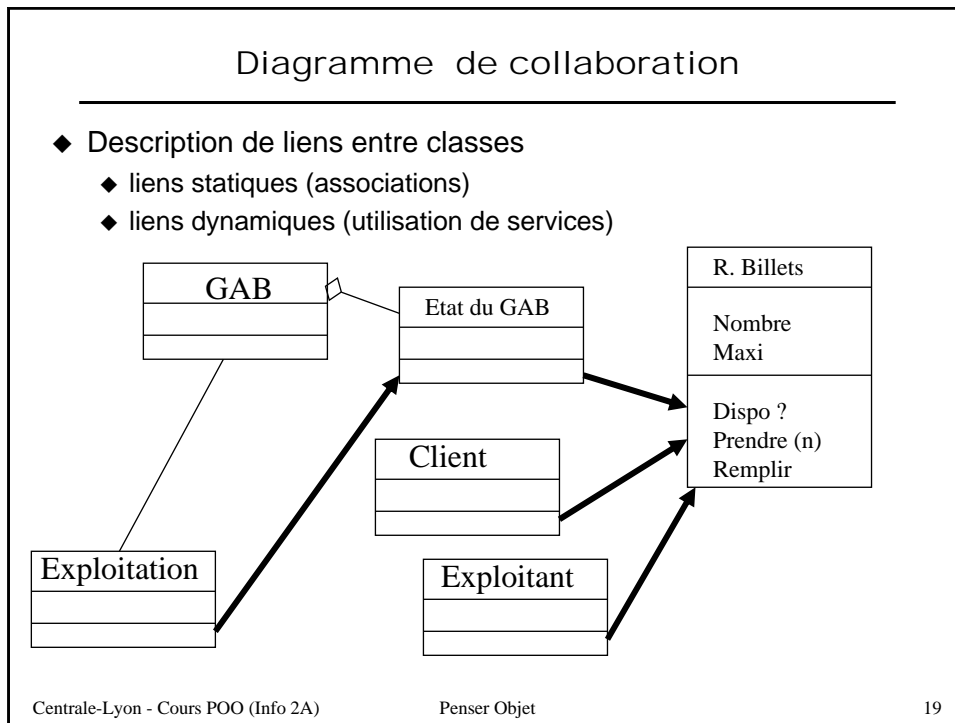 Diagramme de collaboration
Description de liens entre classes
liens statiques (associations)
liens dynamiques (utilisation de services)
GAB
Etat du GAB
R. Billets
Nombre
Maxi
Dispo ?
Prendre (n)
Remplir
Client
Exploitation
Exploitant
Centrale-Lyon - Cours POO (Info 2A)
Penser Objet
19